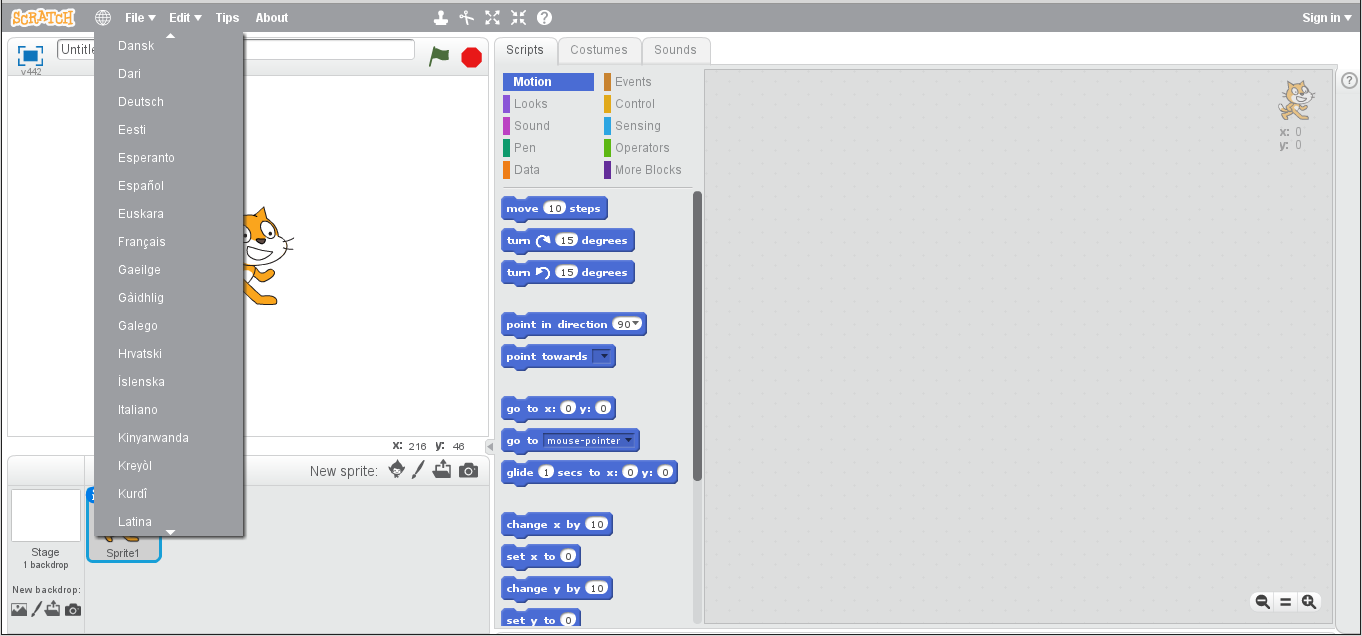 SCRATCH File Edit Tips About Sign in
Dansk
Dari
Deutsch
Eesti
Esperanto
Español
Euskara
Français
Gaeilge
Gàidhlig
Galego
Hrvatski
Íslenska
Italiano
Kinyarwanda
Kreyòl
Kurdî
Latina
v442
x: 216 y: 46
New sprite:
Stage
1 backdrop
New backdrop:
Sprite1
Scripts Costumes Sounds
Motion Events
Looks Control
Sound Sensing
Pen Operators
Data More Blocks
move 10 steps
turn 15 degrees
turn 15 degrees
point in direction 90
point towards
go to x: 0 y: 0
go to mouse-pointer
glide 1 secs to x: 0 y: 0
change x by 10
set x to 0
change y by 10
set y to 0
x: 0
y: 0